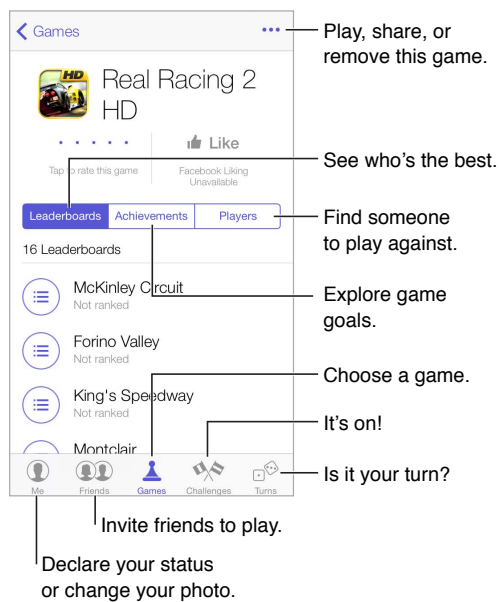 Games
Play, share, or
remove this game.
HD
Real Racing 2
HD
Like
Tap to rate this game
Facebook Liking
Unavailable
See who's the best.
Leaderboards Achievements Players
Find someone
to play against.
16 Leaderboards
McKinley Circuit
Not ranked
Explore game
goals.
Forino Valley
Not ranked
Choose a game.
King's Speedway
Not ranked
It's on!
Montclair
Is it your turn?
Me Friends Games Challenges Turns
Invite friends to play.
Declare your status
or change your photo.